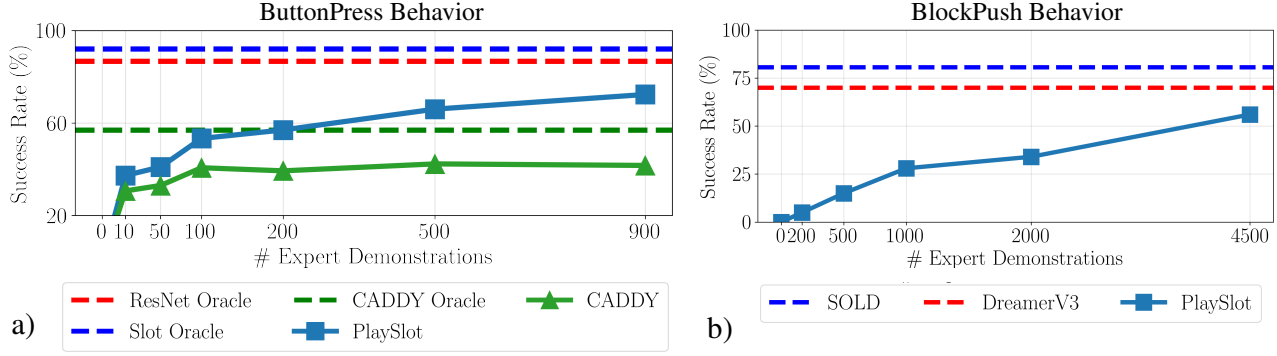 ButtonPress Behavior
100
60
20
Success Rate (%)
0 10 50 100 200 500 900
# Expert Demonstrations
ResNet Oracle
CADDY Oracle
CADDY
Slot Oracle
PlaySlot
a)
BlockPush Behavior
100
75
50
25
0
Success Rate (%)
0 200 500 1000 2000 4500
# Expert Demonstrations
SOLD
DreamerV3
PlaySlot
b)